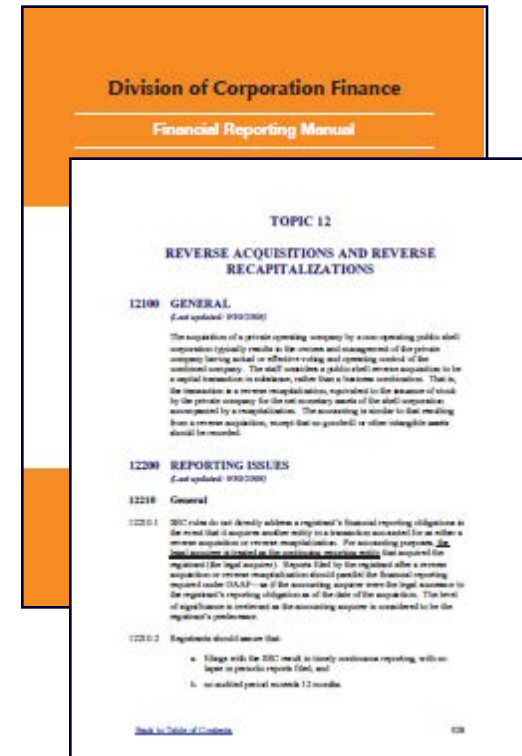 Division of Corporation Finance
Financial Reporting Manual
TOPIC 12
REVERSE ACQUISITIONS AND REVERSE
RECAPITALIZATIONS
12100 GENERAL
(Last updated: 9/30/2008)
The acquisition of a private operating company by a non-operating public shell
corporation typically results in the owners and management of the private
company having actual or effective voting and operating control of the
combined company. The staff considers a public shell reverse acquisition to be
a capital transaction in substance, rather than a business combination. That is,
the transaction is a reverse recapitalization, equivalent to the issuance of stock
by the private company for the net monetary assets of the shell corporation
accompanied by a recapitalization. The accounting is similar to that resulting
from a reverse acquisition, except that no goodwill or other intangible assets
should be recorded.
12200 REPORTING ISSUES
(Last updated: 9/30/2008)
12210 General
12210.1 SEC rules do not directly address a registrant's financial reporting obligations in
the event that it acquires another entity in a transaction accounted for as either a
reverse acquisition or reverse recapitalization. For accounting purposes, the
legal acquiree is treated as the continuing reporting entity that acquired the
registrant (the legal acquirer). Reports filed by the registrant after a reverse
acquisition or reverse recapitalization should parallel the financial reporting
required under GAAP – as if the accounting acquirer were the legal successor to
the registrant's reporting obligation as of the date of the acquisition. The level
of significance is irrelevant as the accounting acquirer is considered to be the
registrant's predecessor.
12210.2 Registrants should assure that:
a. filings with the SEC result in timely continuous reporting, with no
lapse in periodic reports filed, and
b. no audited period exceeds 12 months.
Back to Table of Contents